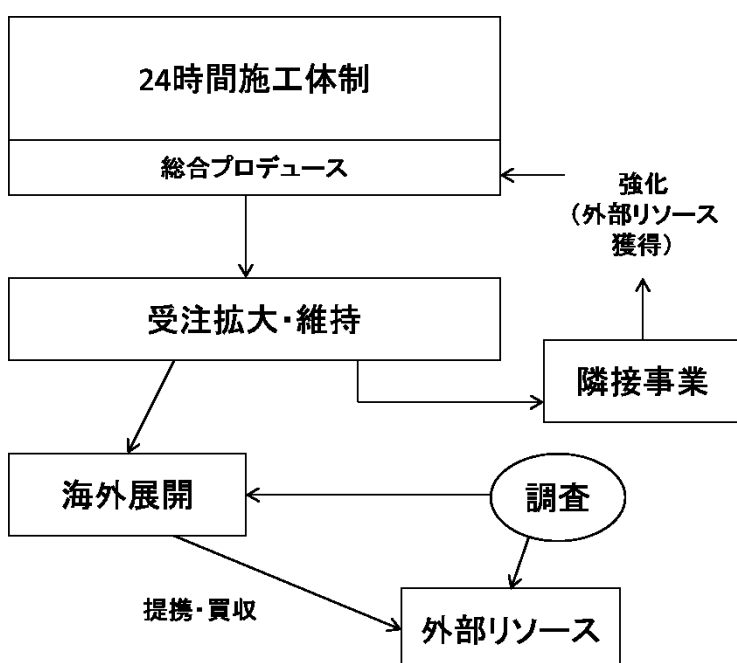 24時間施工体制
総合プロデュース
強化
（外部リソース
獲得）
受注拡大・維持
隣接事業
海外展開
調査
提携・買収
外部リソース